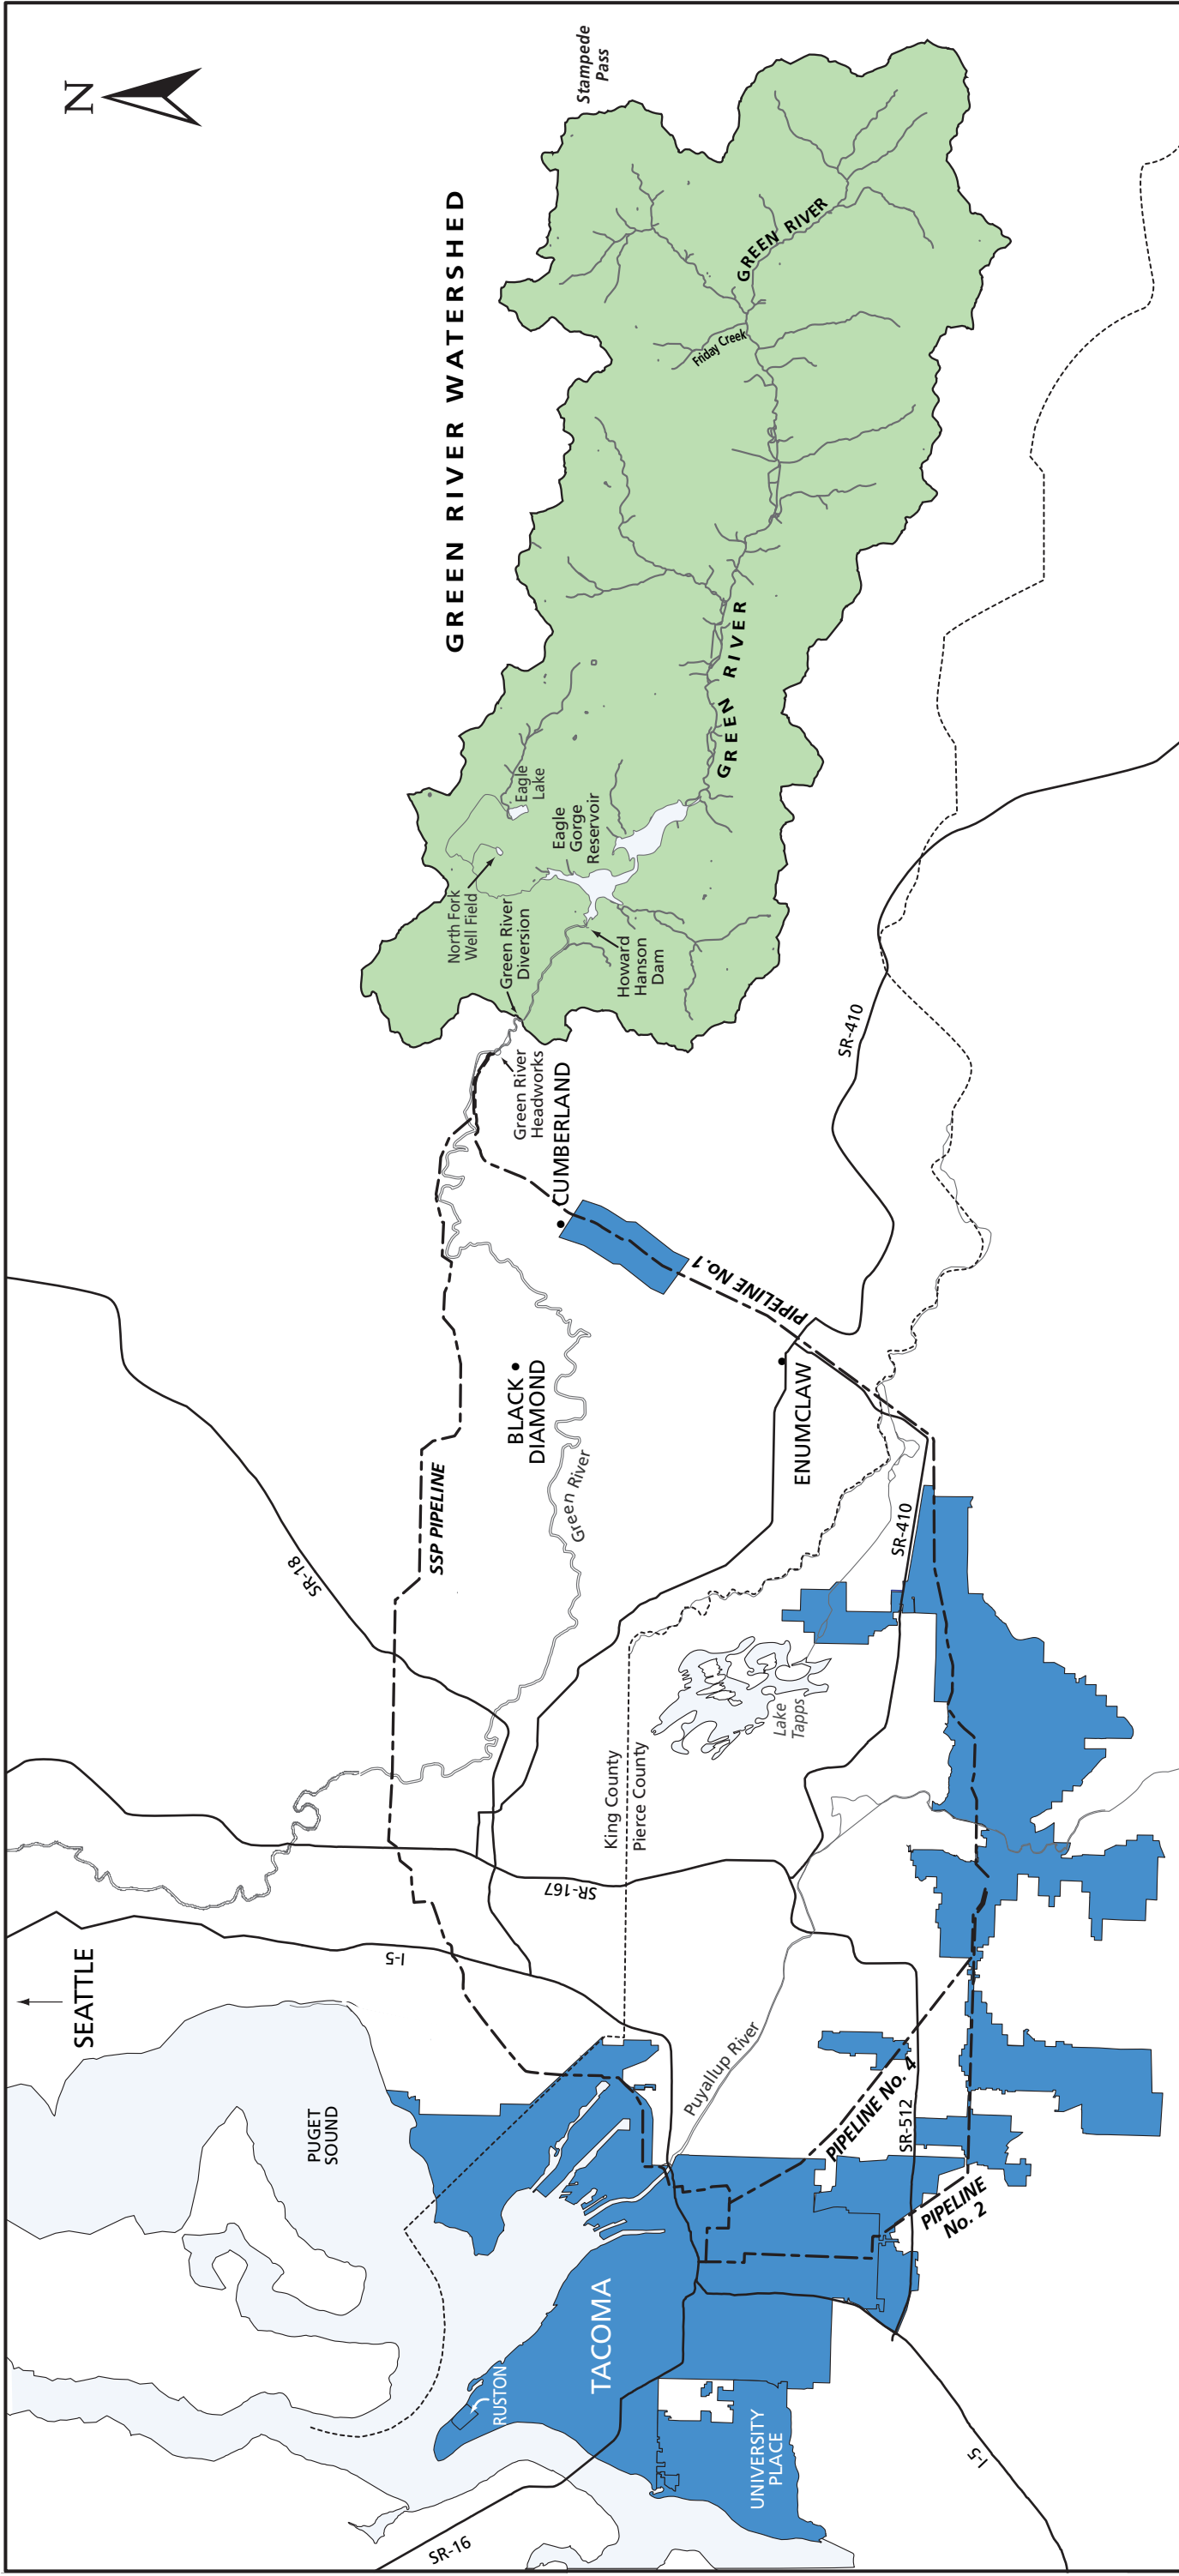 N
Stampede
Pass
GREEN RIVER WATERSHED
GREEN RIVER
Friday Creek
GREEN RIVER
Eagle
Lake
Eagle
Gorge
Reservoir
North Fork
Well Field
Green River
Diversion
Howard
Hanson
Dam
Green River
Headworks
CUMBERLAND
SR-410
PIPELINE No.1
BLACK
DIAMOND
ENUMCLAW
Green River
SSP PIPELINE
SR-18
SR-410
Lake
Tapps
King County
Pierce County
SR-167
I-5
SEATTLE
PUGET
SOUND
Puyallup River
PIPELINE No. 4
SR-512
PIPELINE
No. 2
TACOMA
RUSTON
UNIVERSITY
PLACE
I-5
SR-16